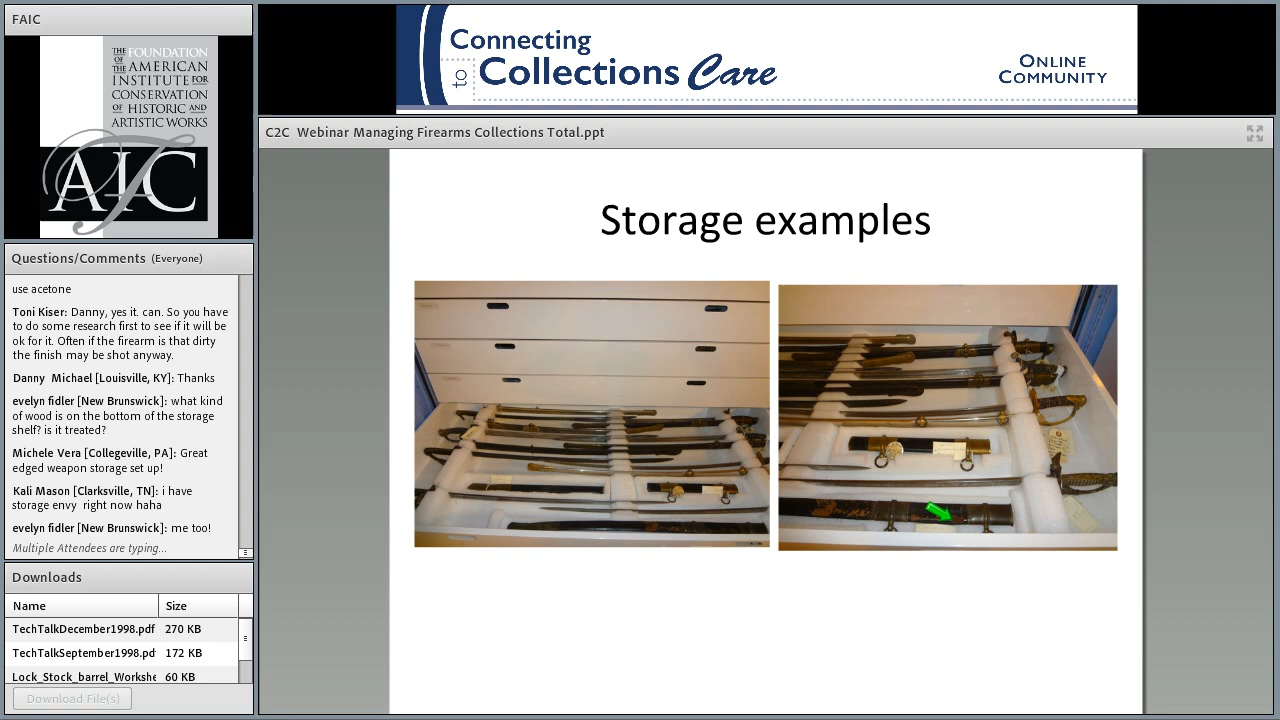 FAIC
THE FOUNDATION
OF THE AMERICAN
INSTITUTE FOR
CONSERVATION
OF HISTORIC AND
ARTISTIC WORKS
FAIC
Connecting
to Collections Care
ONLINE
COMMUNITY
C2C Webinar Managing Firearms Collections Total.ppt
Storage examples
Questions/Comments (Everyone)
use acetone
Toni Kiser: Danny, yes it. can. So you have
to do some research first to see if it will be
ok for it. Often if the firearm is that dirty
the finish may be shot anyway.
Danny Michael [Louisville, KY]: Thanks
evelyn fidler [New Brunswick]: what kind
of wood is on the bottom of the storage
shelf? is it treated?
Michele Vera [Collegeville, PA]: Great
edged weapon storage set up!
Kali Mason [Clarksville, TN]: i have
storage envy right now haha
evelyn fidler [New Brunswick]: me too!
Multiple Attendees are typing...
Downloads
Name Size
TechTalkDecember1998.pdf 270 KB
TechTalkSeptember1998.pd 172 KB
Lock_Stock_barrel_Workshe 60 KB
Download File(s)